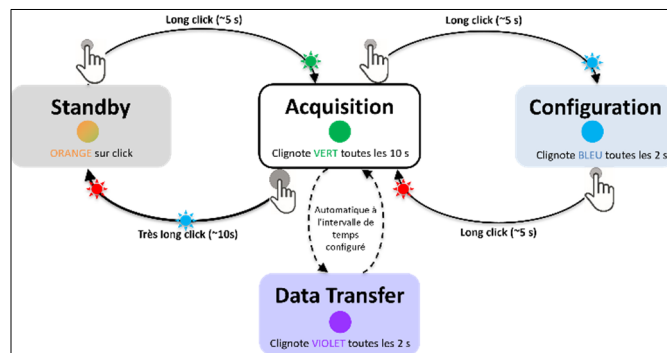 Long click (~5 s)
Long click (~5 s)
Standby
ORANGE sur click
Acquisition
Clignote VERT toutes les 10 s
Configuration
Clignote BLEU toutes les 2 s
Très long click (~10s)
Automatique à
l'intervalle de
temps
configuré
Long click (~5 s)
Data Transfer
Clignote VIOLET toutes les 2 s